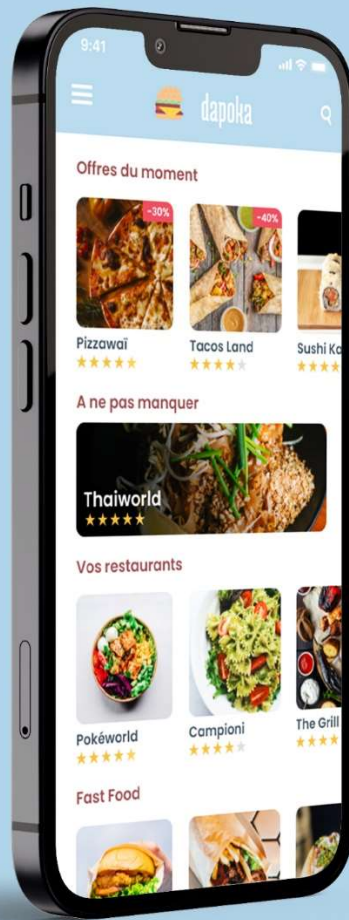 9:41
dapoka
Offres du moment
-30%
-40%
Pizzawaï
Tacos Land
Sushi Ka
A ne pas manquer
Thaiworld
Vos restaurants
Pokéworld
Campioni
The Grill
Fast Food